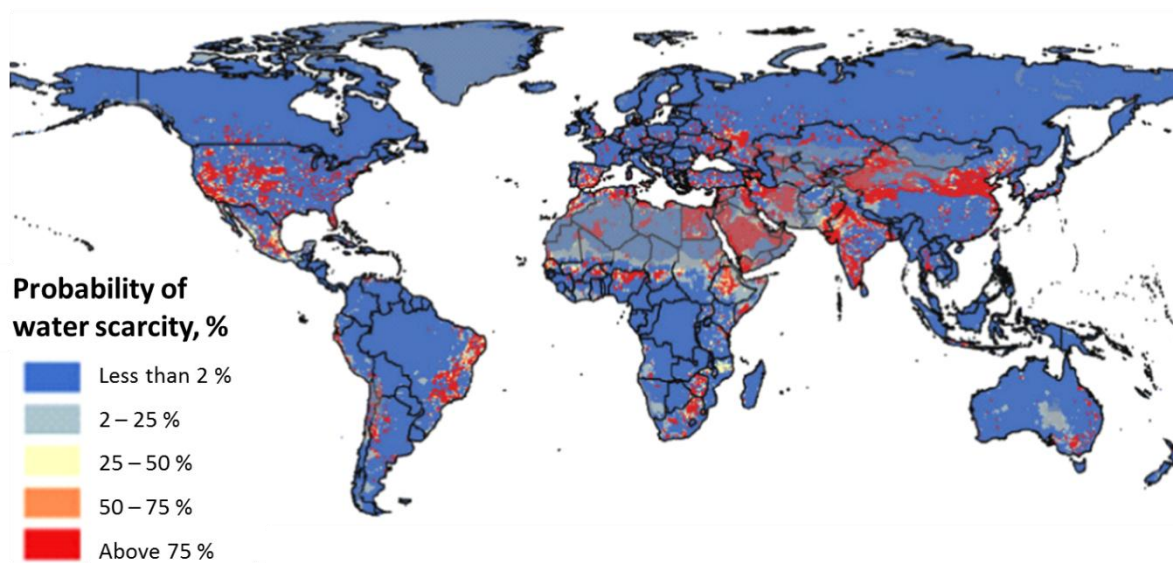 Probability of
water scarcity, %
Less than 2 %
2 – 25 %
25 – 50 %
50 – 75 %
Above 75 %